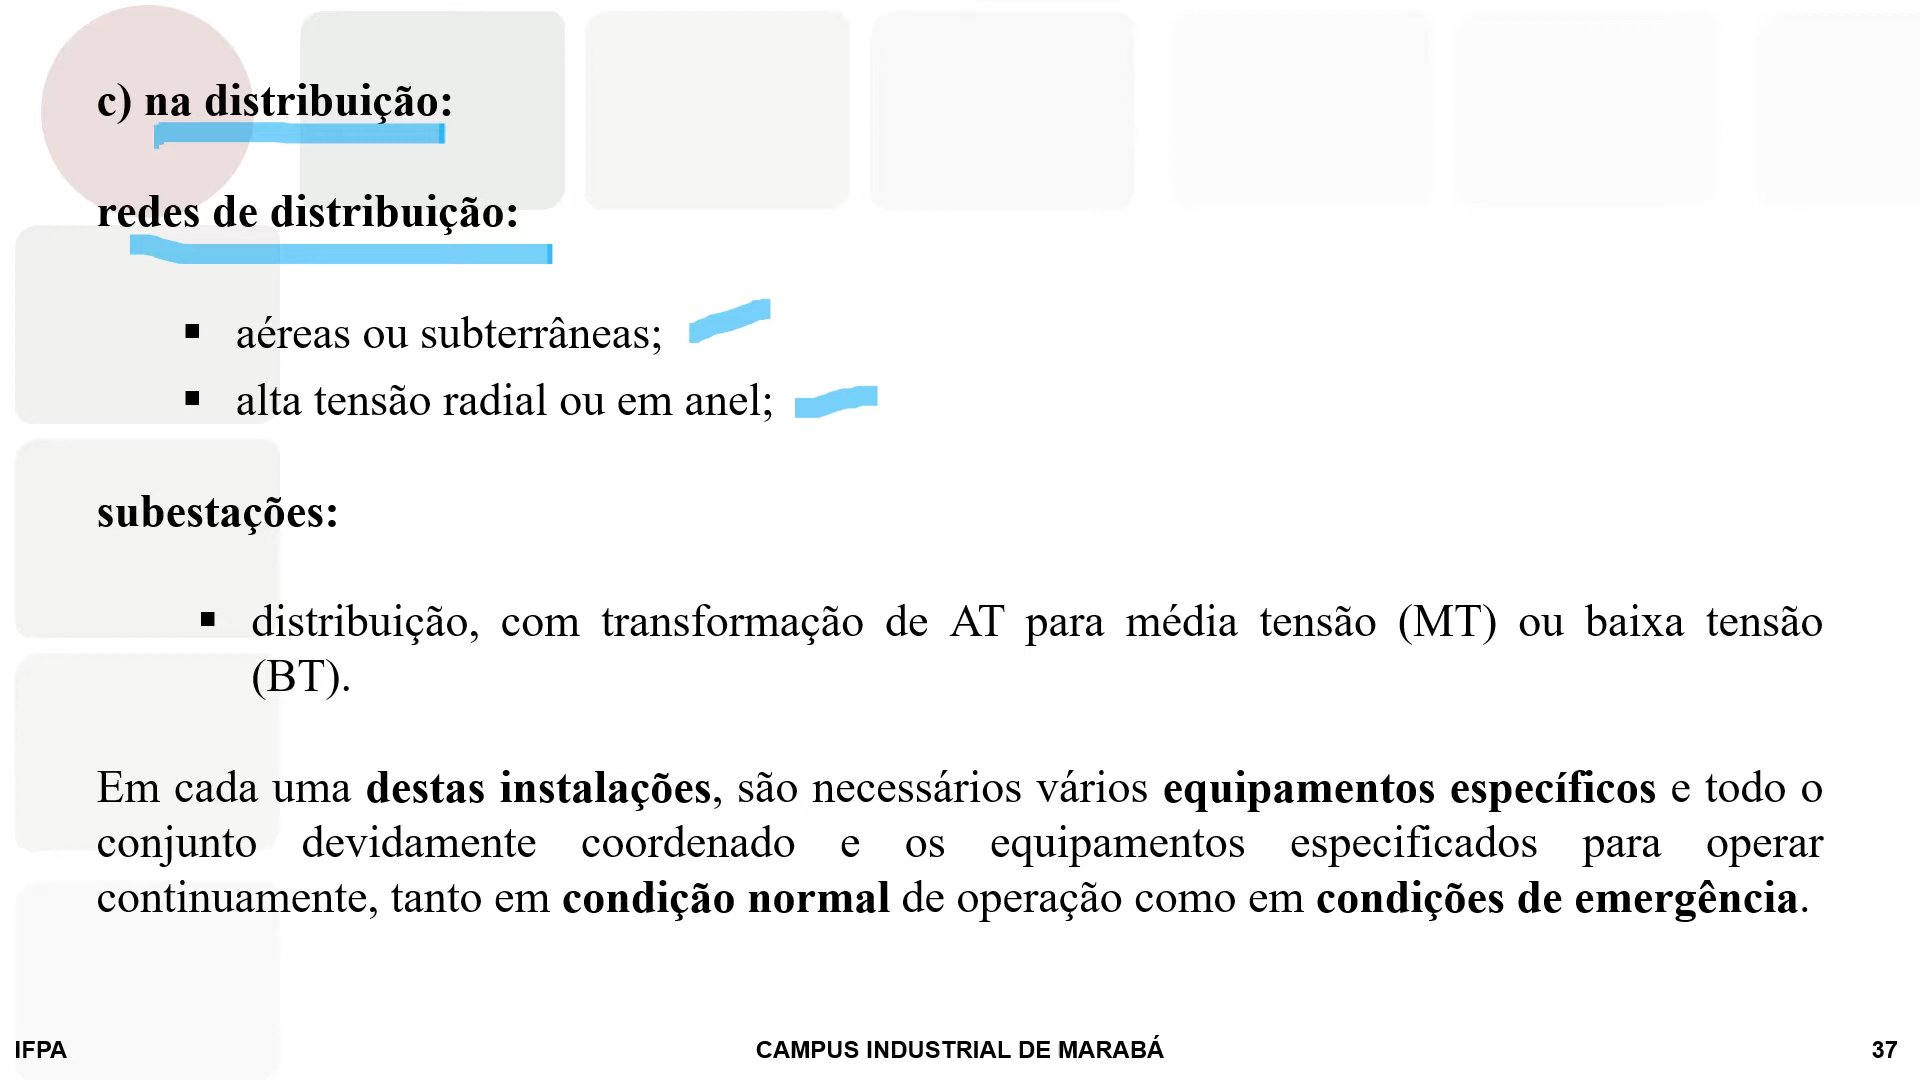 c) na distribuição:
redes de distribuição:
▪ aéreas ou subterrâneas;
▪ alta tensão radial ou em anel;
subestações:
▪ distribuição, com transformação de AT para média tensão (MT) ou baixa tensão
(BT).
Em cada uma destas instalações, são necessários vários equipamentos específicos e todo o
conjunto devidamente coordenado e os equipamentos especificados para operar
continuamente, tanto em condição normal de operação como em condições de emergência.
IFPA CAMPUS INDUSTRIAL DE MARABÁ 37